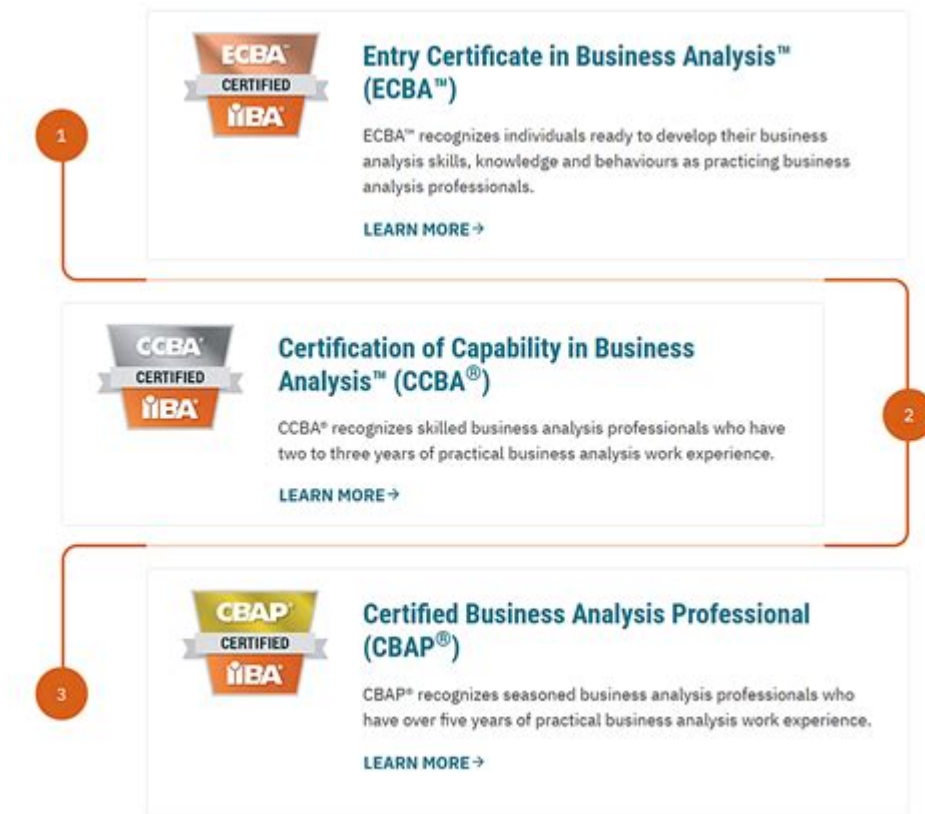 ECBA™
CERTIFIED
IIBA
Entry Certificate in Business Analysis™
(ECBA™)
1
ECBA™ recognizes individuals ready to develop their business
analysis skills, knowledge and behaviours as practicing business
analysis professionals.
LEARN MORE→
CCBA®
CERTIFIED
IIBA
Certification of Capability in Business
Analysis™ (CCBA®)
2
CCBA® recognizes skilled business analysis professionals who have
two to three years of practical business analysis work experience.
LEARN MORE→
CBAP®
CERTIFIED
IIBA
Certified Business Analysis Professional
(CBAP®)
3
CBAP® recognizes seasoned business analysis professionals who
have over five years of practical business analysis work experience.
LEARN MORE→